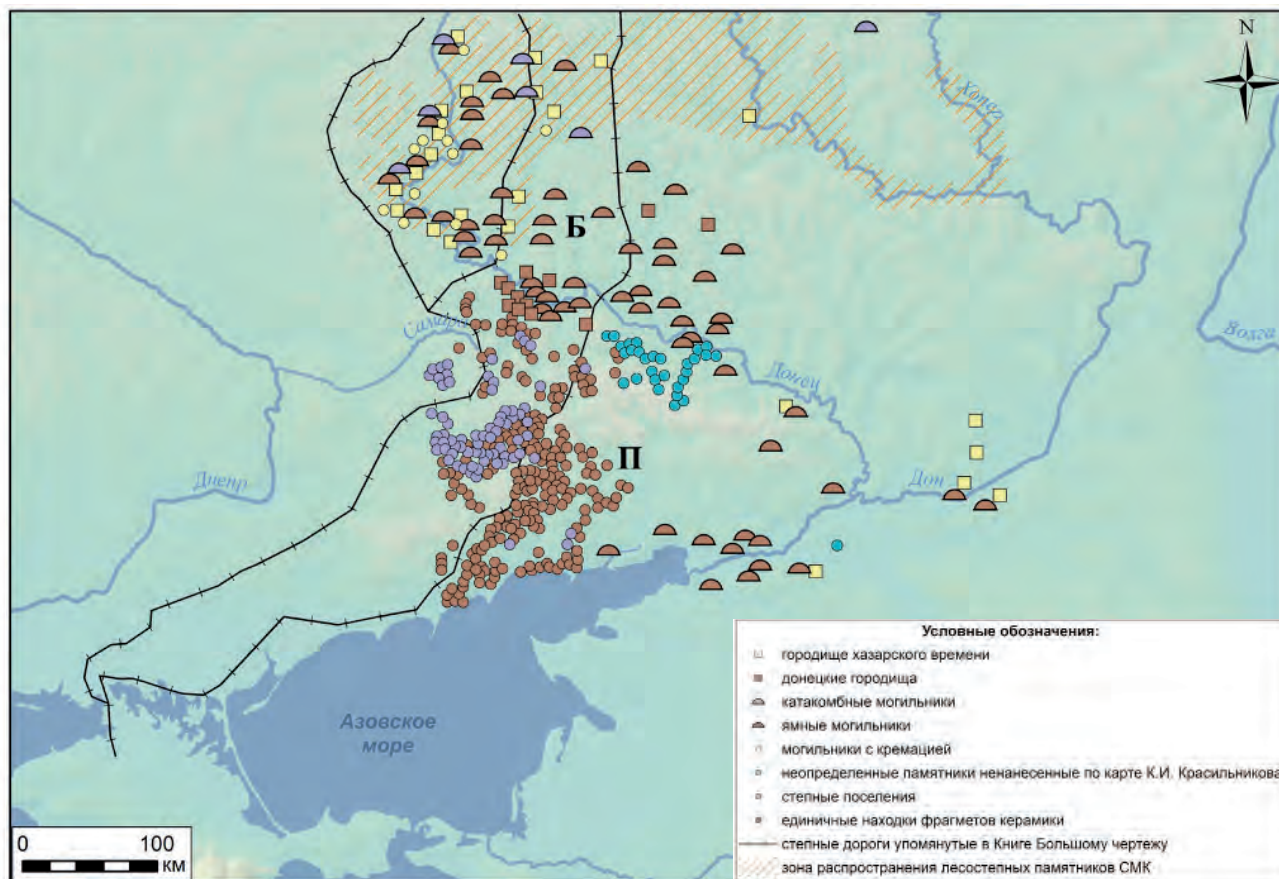 N
Хопер
Б
Самара
Донец
Волга
П
Днепр
Дон
Азовское
море
0 100
КМ
Условные обозначения:
городище хазарского времени
донецкие городища
катакомбные могильники
ямные могильники
могильники с кремацией
неопределенные памятники ненанесенные по карте К.И. Красильникова
степные поселения
единичные находки фрагметов керамики
степные дороги упомянутые в Книге Большому чертежу
зона распространения лесостепных памятников СМК